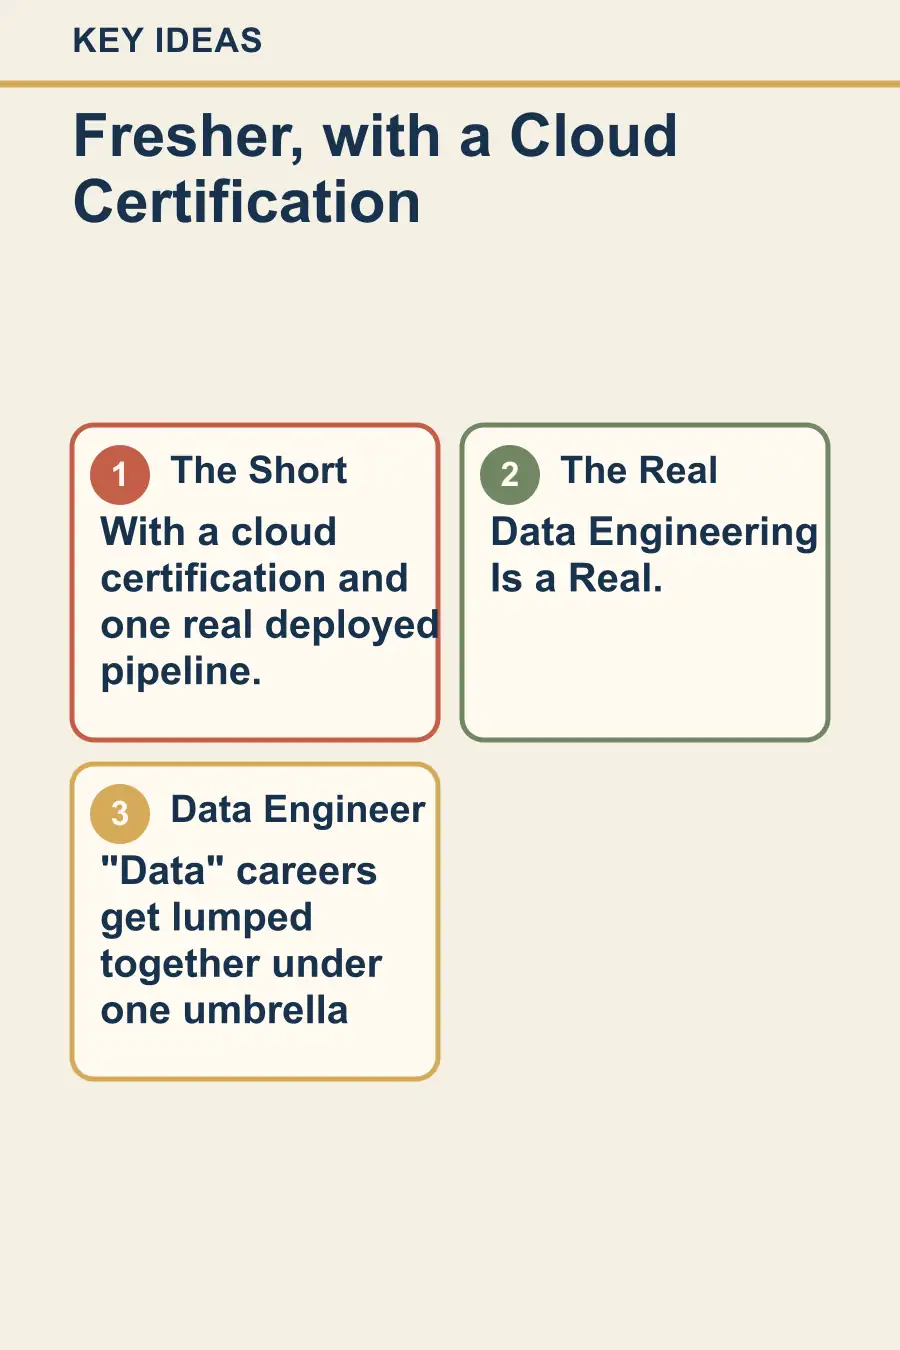 KEY IDEAS
Fresher, with a Cloud
Certification
1 The Short
With a cloud
certification and
one real deployed
pipeline.
2 The Real
Data Engineering
Is a Real.
3 Data Engineer
"Data" careers
get lumped
together under
one umbrella